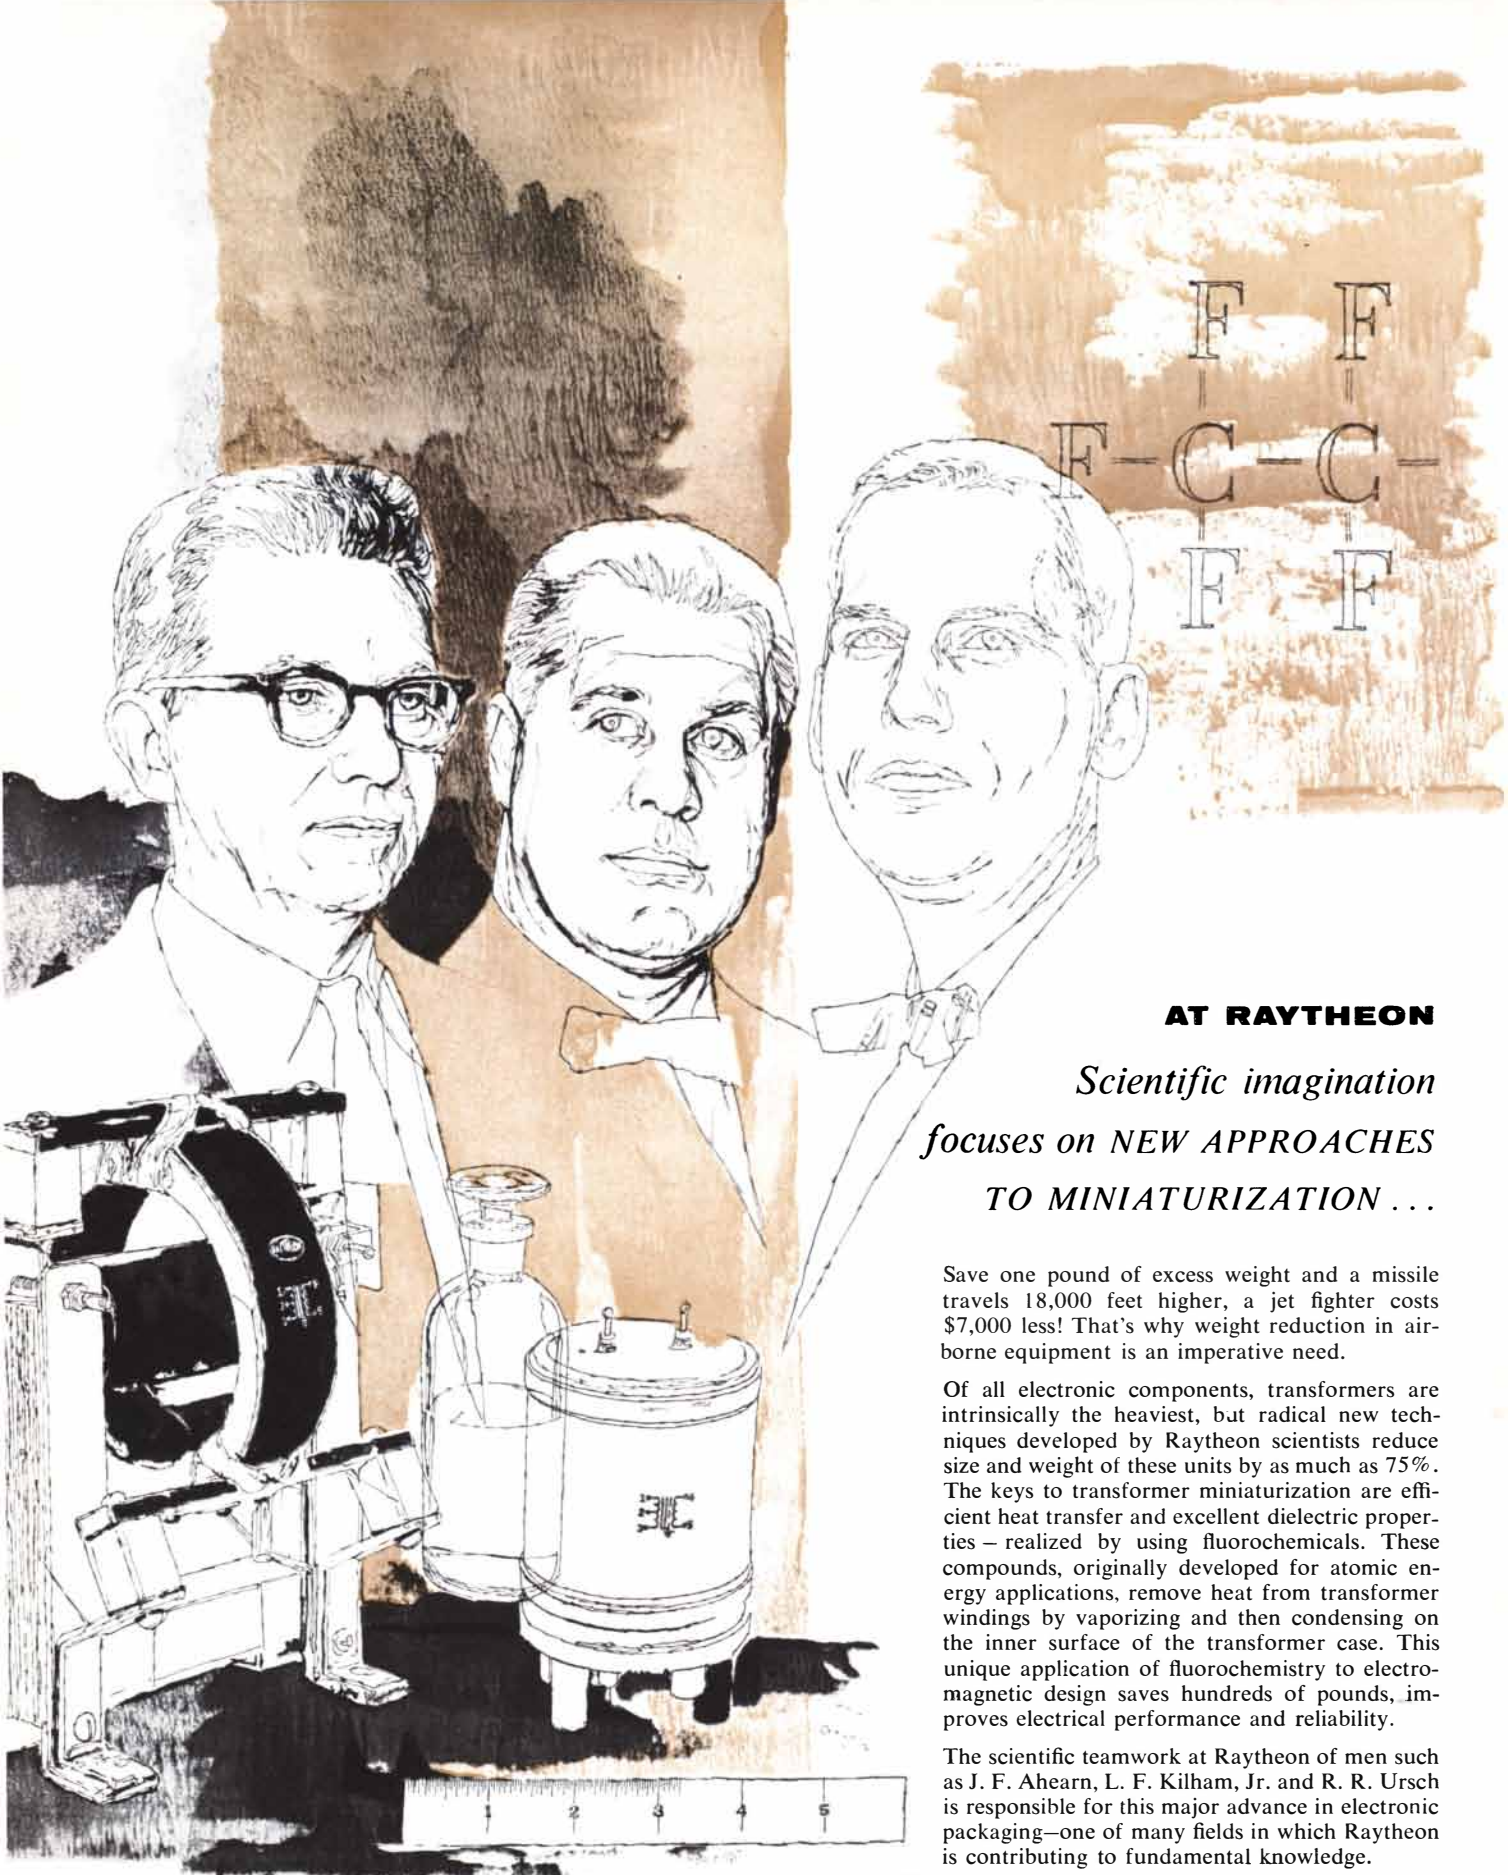 F F
F-C-C-
F F
AT RAYTHEON
Scientific imagination
focuses on NEW APPROACHES
TO MINIATURIZATION . . .
Save one pound of excess weight and a missile
travels 18,000 feet higher, a jet fighter costs
$7,000 less! That's why weight reduction in air-
borne equipment is an imperative need.
Of all electronic components, transformers are
intrinsically the heaviest, but radical new tech-
niques developed by Raytheon scientists reduce
size and weight of these units by as much as 75%.
The keys to transformer miniaturization are effi-
cient heat transfer and excellent dielectric proper-
ties – realized by using fluorochemicals. These
compounds, originally developed for atomic en-
ergy applications, remove heat from transformer
windings by vaporizing and then condensing on
the inner surface of the transformer case. This
unique application of fluorochemistry to electro-
magnetic design saves hundreds of pounds, im-
proves electrical performance and reliability.
The scientific teamwork at Raytheon of men such
as J. F. Ahearn, L. F. Kilham, Jr. and R. R. Ursch
is responsible for this major advance in electronic
packaging—one of many fields in which Raytheon
is contributing to fundamental knowledge.
1 2 3 4 5